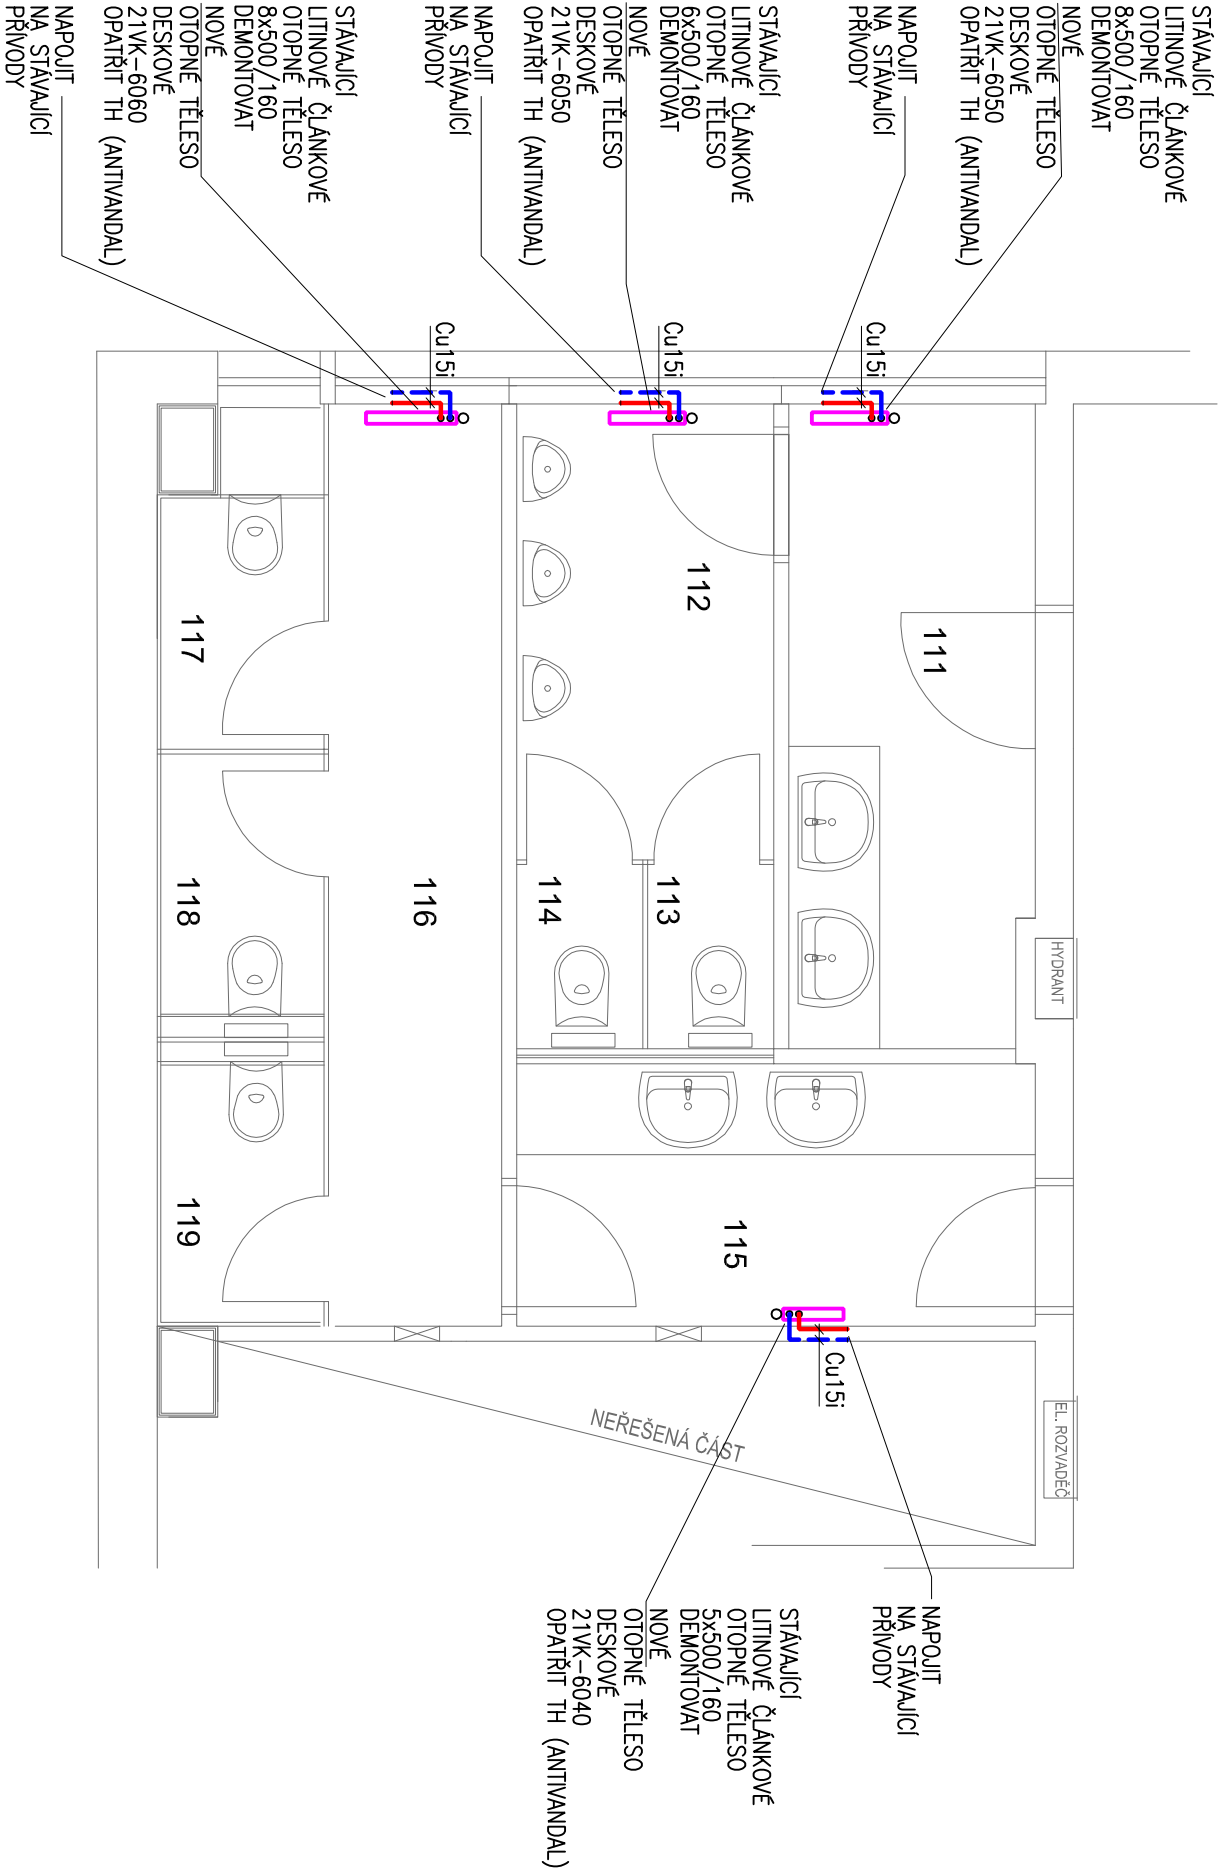 STÁVAJÍCÍ
LITINOVÉ ČLÁNKOVÉ
OTOPNÉ TĚLESO
8x500/160
DEMONTOVAT
NOVÉ
OTOPNÉ TĚLESO
DESKOVÉ
21VK-6050
OPATŘIT TH (ANTIVANDAL)
NAPOJIT
NA STÁVAJÍCÍ
PŘÍVODY
STÁVAJÍCÍ
LITINOVÉ ČLÁNKOVÉ
OTOPNÉ TĚLESO
6x500/160
DEMONTOVAT
NOVÉ
OTOPNÉ TĚLESO
DESKOVÉ
21VK-6050
OPATŘIT TH (ANTIVANDAL)
NAPOJIT
NA STÁVAJÍCÍ
PŘÍVODY
STÁVAJÍCÍ
LITINOVÉ ČLÁNKOVÉ
OTOPNÉ TĚLESO
8x500/160
DEMONTOVAT
NOVÉ
OTOPNÉ TĚLESO
DESKOVÉ
21VK-6060
OPATŘIT TH (ANTIVANDAL)
NAPOJIT
NA STÁVAJÍCÍ
PŘÍVODY
Cu15i
Cu15i
Cu15i
111
112
113
114
115
116
117
118
119
HYDRANT
EL. ROZVADĚČ
Cu15i
NEŘEŠENÁ ČÁST
NAPOJIT
NA STÁVAJÍCÍ
PŘÍVODY
STÁVAJÍCÍ
LITINOVÉ ČLÁNKOVÉ
OTOPNÉ TĚLESO
5x500/160
DEMONTOVAT
NOVÉ
OTOPNÉ TĚLESO
DESKOVÉ
21VK-6040
OPATŘIT TH (ANTIVANDAL)